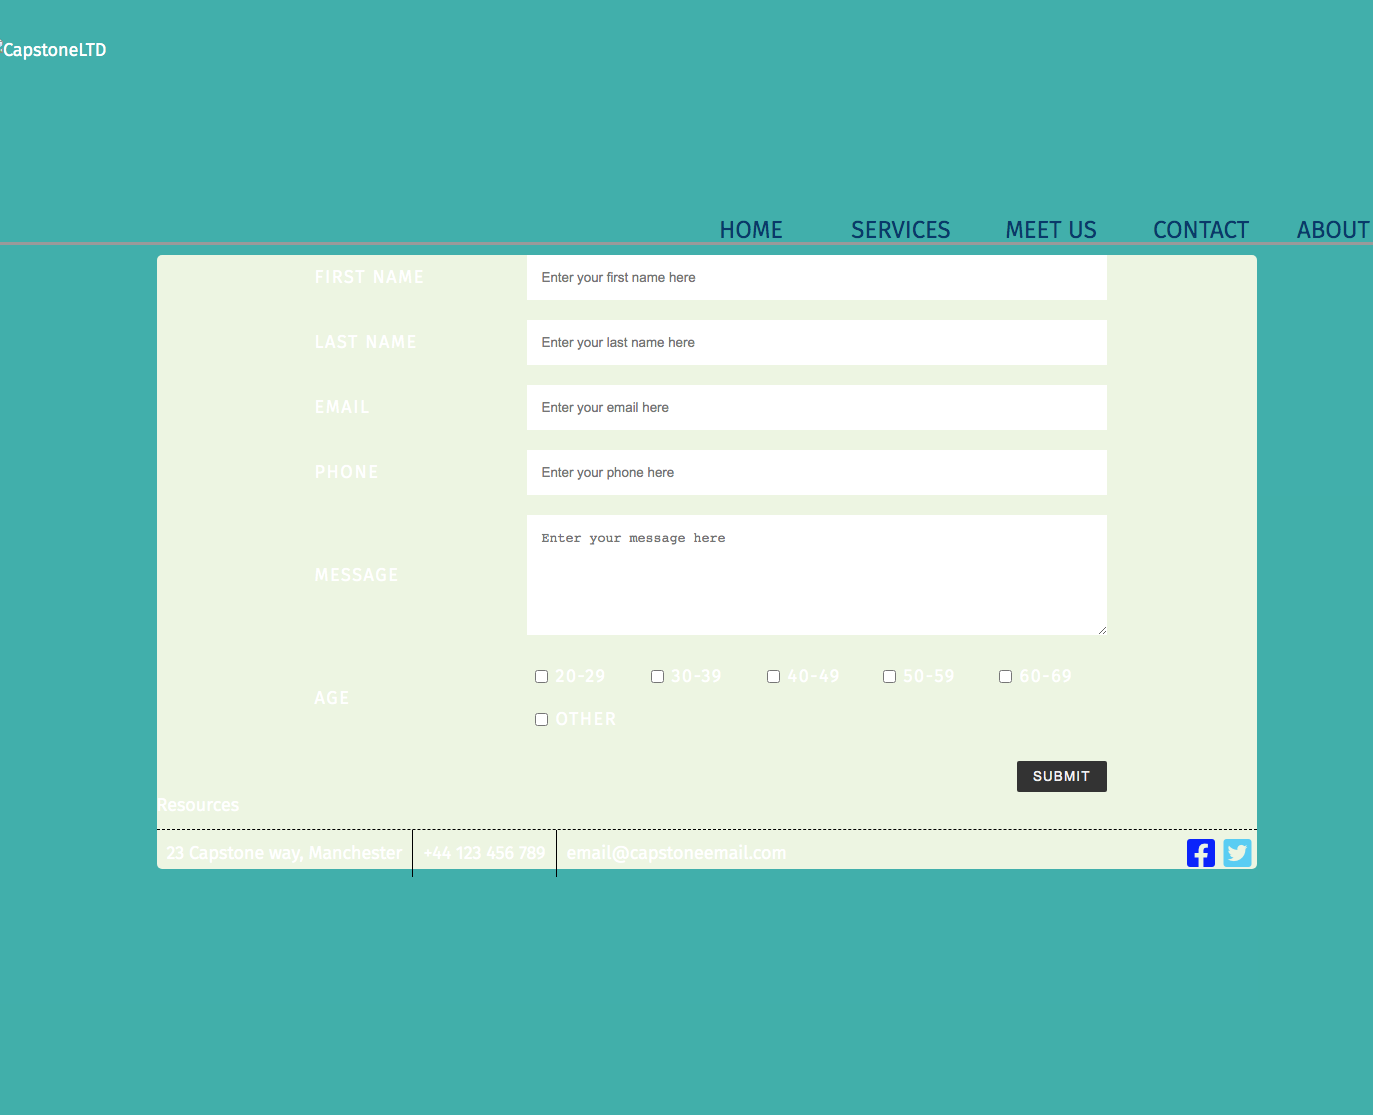 CapstoneLTD
HOME SERVICES MEET US CONTACT ABOUT
FIRST NAME Enter your first name here
LAST NAME Enter your last name here
EMAIL Enter your email here
PHONE Enter your phone here
MESSAGE Enter your message here
AGE
20-29 30-39 40-49 50-59 60-69
OTHER
SUBMIT
Resources
23 Capstone way, Manchester +44 123 456 789 email@capstoneemail.com